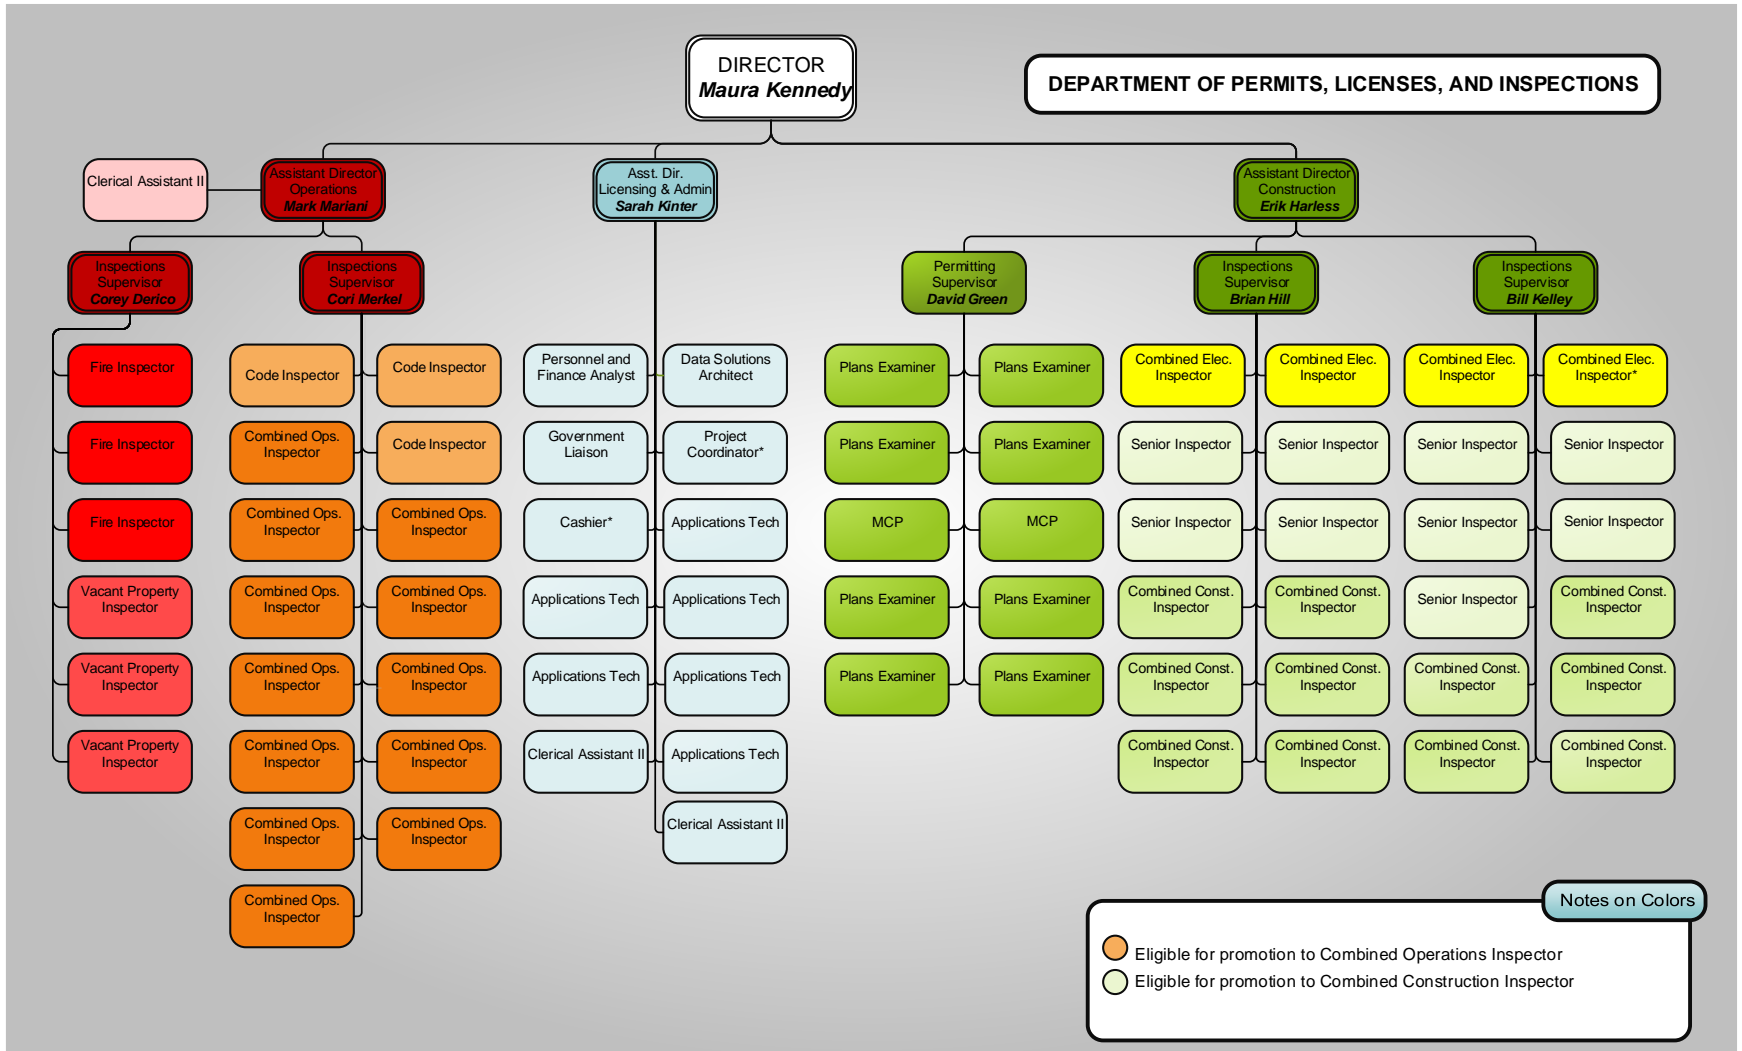 DIRECTOR
Maura Kennedy
DEPARTMENT OF PERMITS, LICENSES, AND INSPECTIONS
Clerical Assistant II
Assistant Director
Operations
Mark Mariani
Asst. Dir.
Licensing & Admin
Sarah Kinter
Assistant Director
Construction
Erik Harless
Inspections
Supervisor
Corey Derico
Inspections
Supervisor
Cori Merkel
Permitting
Supervisor
David Green
Inspections
Supervisor
Brian Hill
Inspections
Supervisor
Bill Kelley
Fire Inspector
Fire Inspector
Fire Inspector
Vacant Property
Inspector
Vacant Property
Inspector
Vacant Property
Inspector
Code Inspector
Code Inspector
Combined Ops.
Inspector
Code Inspector
Combined Ops.
Inspector
Combined Ops.
Inspector
Combined Ops.
Inspector
Combined Ops.
Inspector
Combined Ops.
Inspector
Combined Ops.
Inspector
Combined Ops.
Inspector
Combined Ops.
Inspector
Combined Ops.
Inspector
Combined Ops.
Inspector
Combined Ops.
Inspector
Personnel and
Finance Analyst
Data Solutions
Architect
Government
Liaison
Project
Coordinator*
Cashier*
Applications Tech
Applications Tech
Applications Tech
Applications Tech
Applications Tech
Clerical Assistant II
Applications Tech
Clerical Assistant II
Plans Examiner
Plans Examiner
Plans Examiner
Plans Examiner
MCP
MCP
Plans Examiner
Plans Examiner
Plans Examiner
Plans Examiner
Combined Elec.
Inspector
Combined Elec.
Inspector
Senior Inspector
Senior Inspector
Senior Inspector
Senior Inspector
Combined Const.
Inspector
Combined Const.
Inspector
Combined Const.
Inspector
Combined Const.
Inspector
Combined Const.
Inspector
Combined Const.
Inspector
Combined Elec.
Inspector
Combined Elec.
Inspector*
Senior Inspector
Senior Inspector
Senior Inspector
Senior Inspector
Senior Inspector
Combined Const.
Inspector
Combined Const.
Inspector
Combined Const.
Inspector
Combined Const.
Inspector
Combined Const.
Inspector
Notes on Colors
Eligible for promotion to Combined Operations Inspector
Eligible for promotion to Combined Construction Inspector